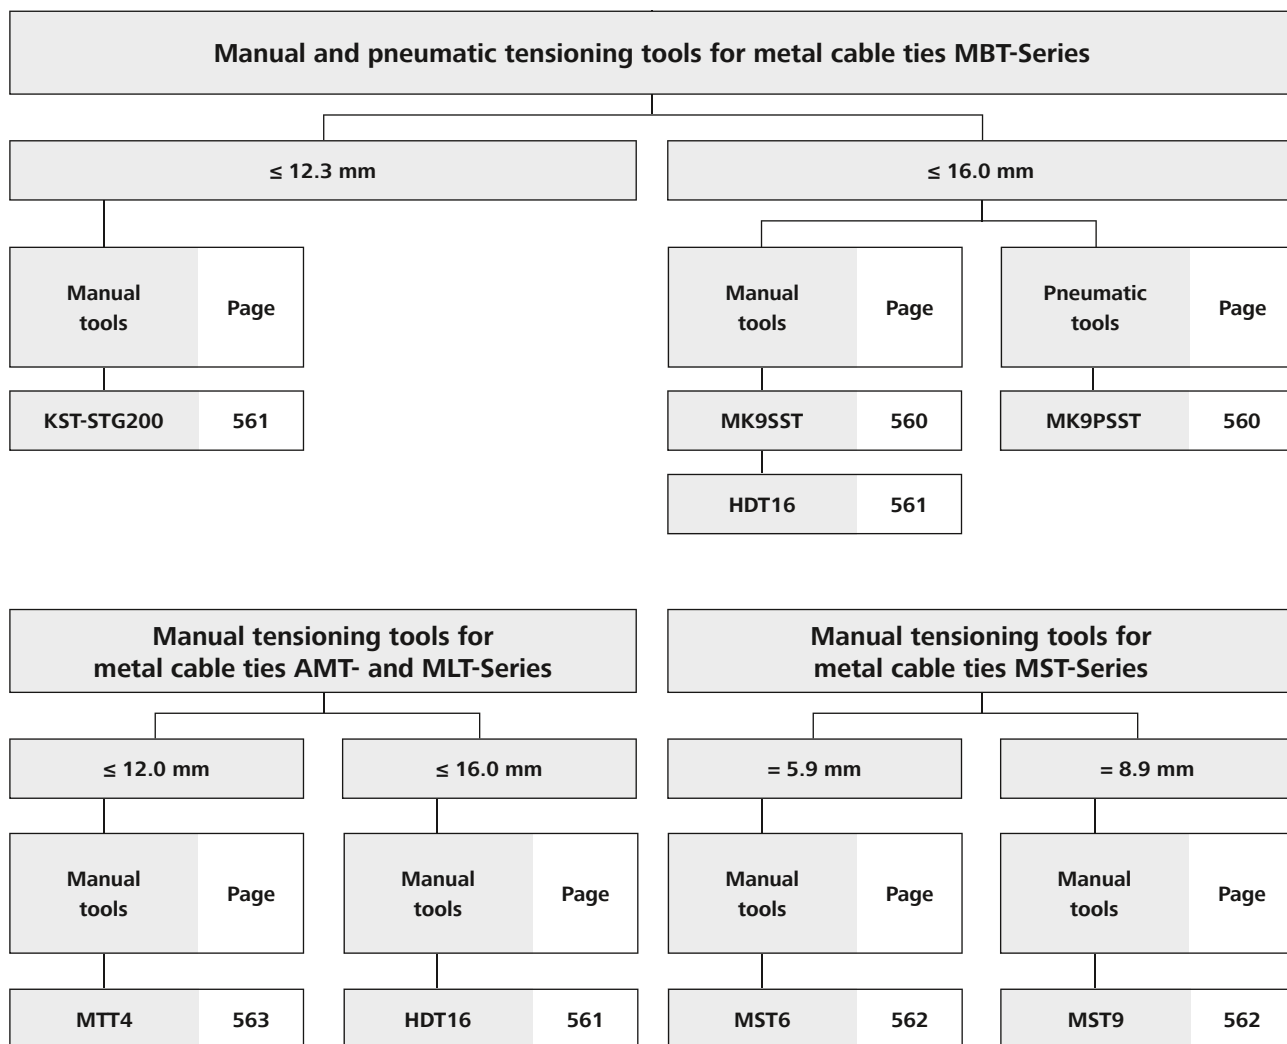 Manual and pneumatic tensioning tools for metal cable ties MBT-Series
≤ 12.3 mm
≤ 16.0 mm
Manual
tools
Page
Manual
tools
Page
Pneumatic
tools
Page
KST-STG200
561
MK9SST
560
MK9PSST
560
HDT16
561
Manual tensioning tools for
metal cable ties AMT- and MLT-Series
Manual tensioning tools for
metal cable ties MST-Series
≤ 12.0 mm
≤ 16.0 mm
= 5.9 mm
= 8.9 mm
Manual
tools
Page
Manual
tools
Page
Manual
tools
Page
Manual
tools
Page
MTT4
563
HDT16
561
MST6
562
MST9
562